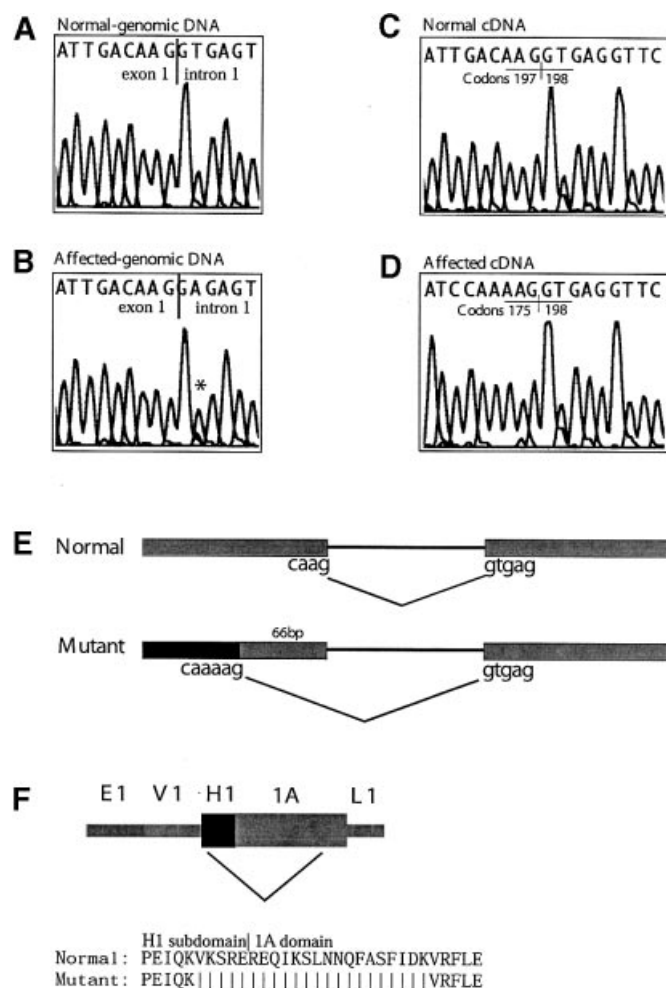 A
Normal-genomic DNA
ATTGACAAGGTGAGT
exon 1 intron 1
B
Affected-genomic DNA
ATTGACAAGGAGAGT
exon 1 intron 1
*
C
Normal cDNA
ATTGACAAGGTGAGGTTC
Codons 197 198
D
Affected cDNA
ATCCAAAAGGTGAGGTTC
Codons 175 198
E
Normal
caag gtgag
66bp
Mutant
caaaag gtgag
F
E1 V1 H1 1A L1
H1 subdomain| 1A domain
Normal: PEIQKVKSREREQIKSLNNQFASFIDKVRFLE
Mutant: PEIQK||||||||||||||||||||||VRFLE